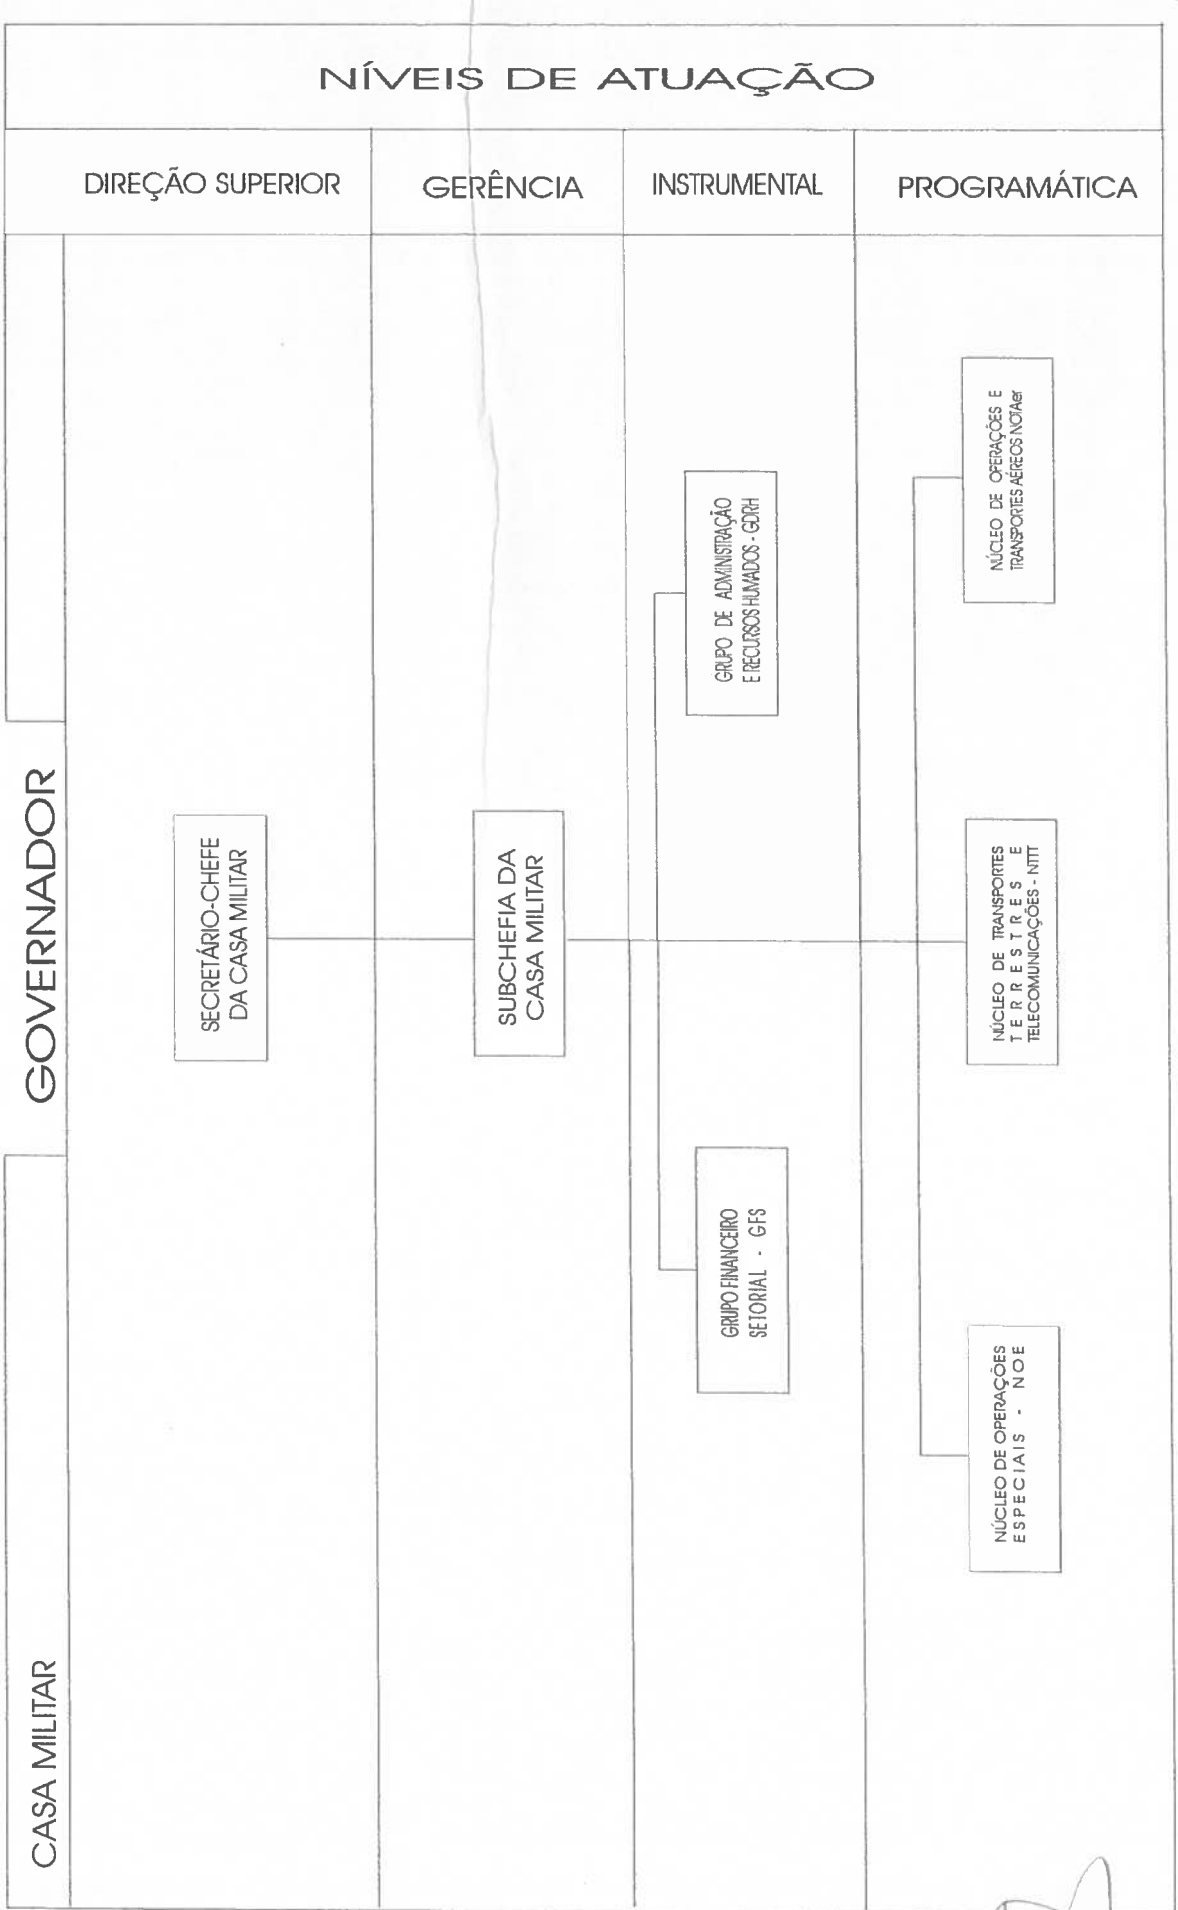 NÍVEIS DE ATUAÇÃO
DIREÇÃO SUPERIOR
GERÊNCIA
INSTRUMENTAL
PROGRAMÁTICA
CASA MILITAR
GOVERNADOR
SECRETÁRIO-CHEFE
DA CASA MILITAR
SUBCHEFIA DA
CASA MILITAR
GRUPO FINANCEIRO
SETORIAL - GFS
GRUPO DE ADMINISTRAÇÃO
E RECURSOS HUMADOS - GDRH
NÚCLEO DE OPERAÇÕES
ESPECIAIS - NOE
NÚCLEO DE TRANSPORTES
TERRESTRES E
TELECOMUNICAÇÕES - NTTT
NÚCLEO DE OPERAÇÕES E
TRANSPORTES AÉREOS NOTAer